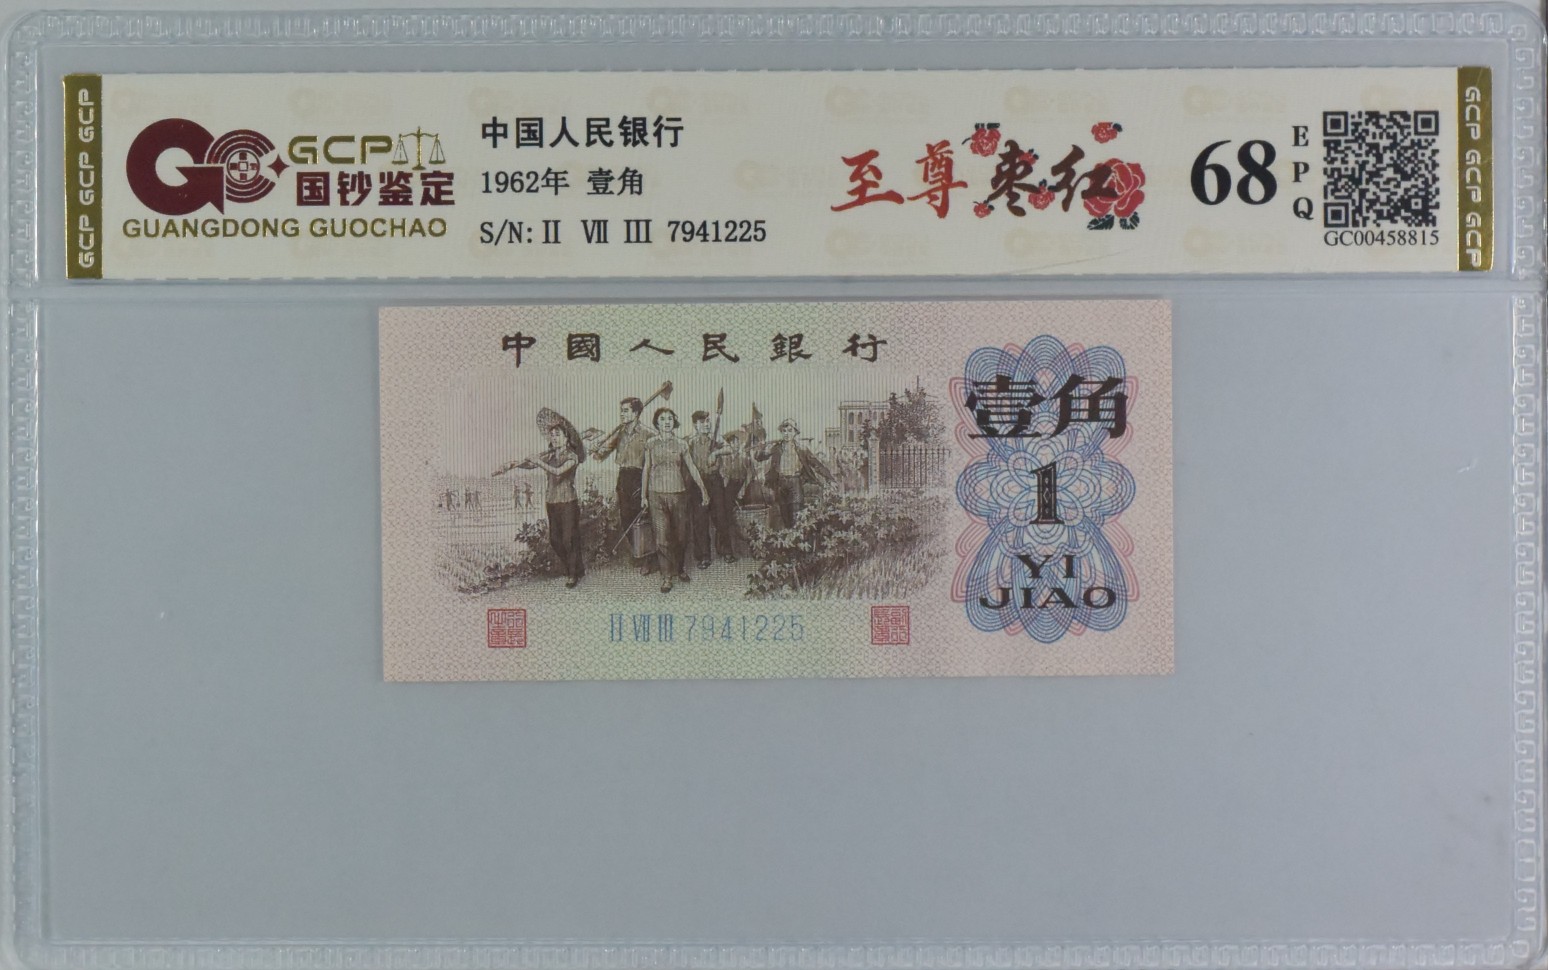 GCP GCP GCP
GCP
国钞鉴定
GUANGDONG GUOCHAO
中国人民银行
1962年 壹角
S/N: II VII III 7941225
至尊枣红
68
EPQ
GC00458815
GCP GCP GCP
中國人民銀行
壹角
1
YI
JIAO
II VII III 7941225